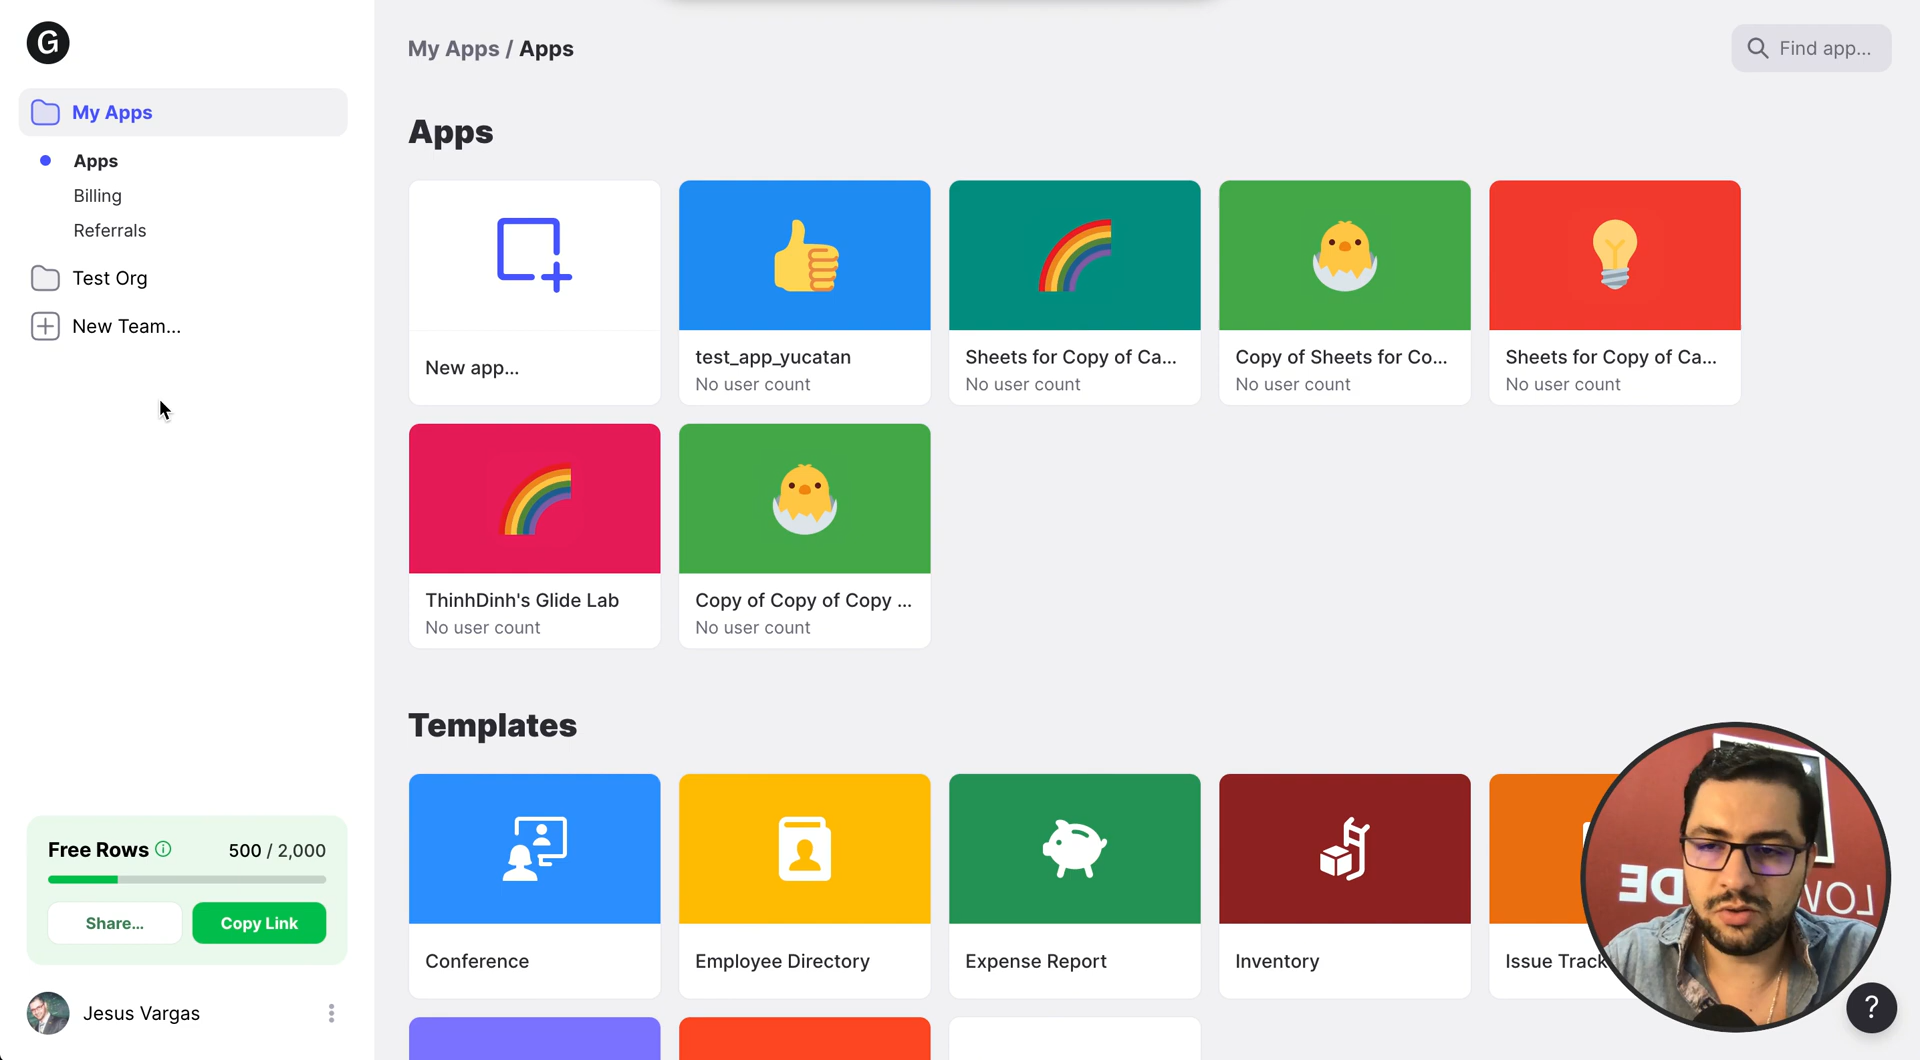 G
My Apps
Apps
Billing
Referrals
Test Org
New Team...
Free Rows
500 / 2,000
Share...
Copy Link
Jesus Vargas
My Apps / Apps
Find app...
Apps
New app...
test_app_yucatan
No user count
Sheets for Copy of Ca...
No user count
Copy of Sheets for Co...
No user count
Sheets for Copy of Ca...
No user count
ThinhDinh's Glide Lab
No user count
Copy of Copy of Copy ...
No user count
Templates
Conference
Employee Directory
Expense Report
Inventory
Issue Track
LOV
DE
?